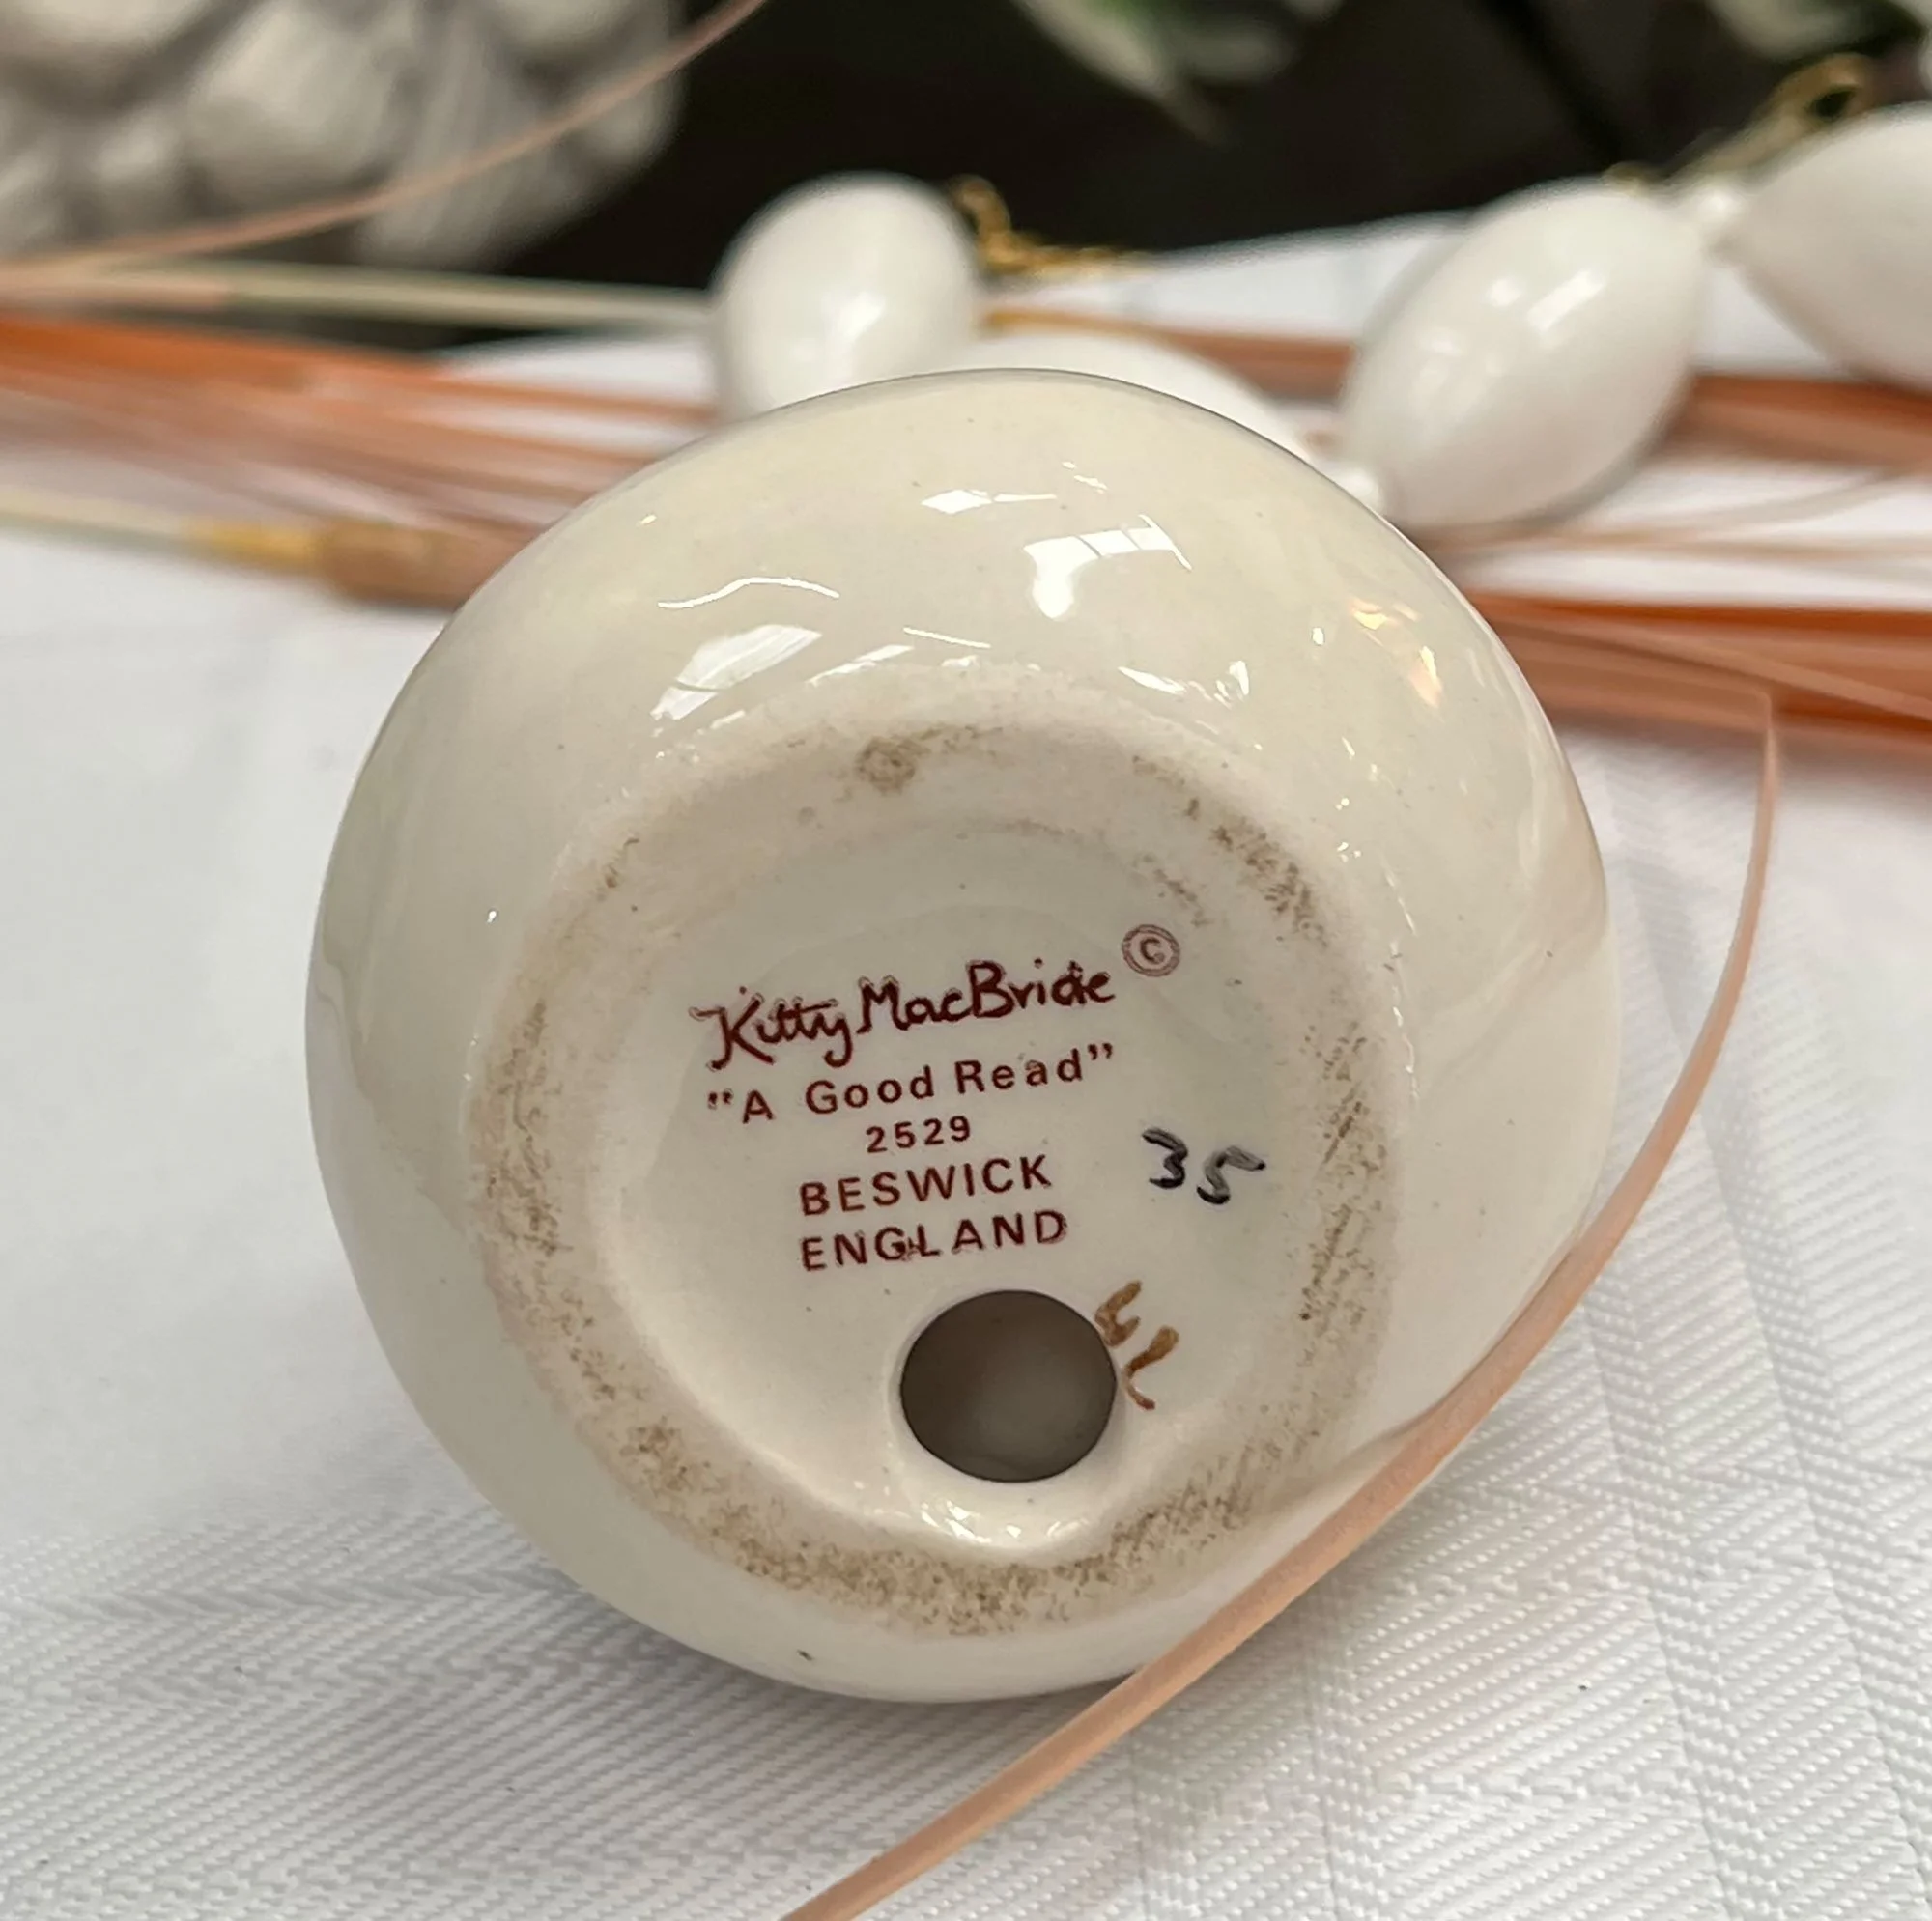 Kitty MacBride ©
"A Good Read"
2529
BESWICK
ENGLAND
35